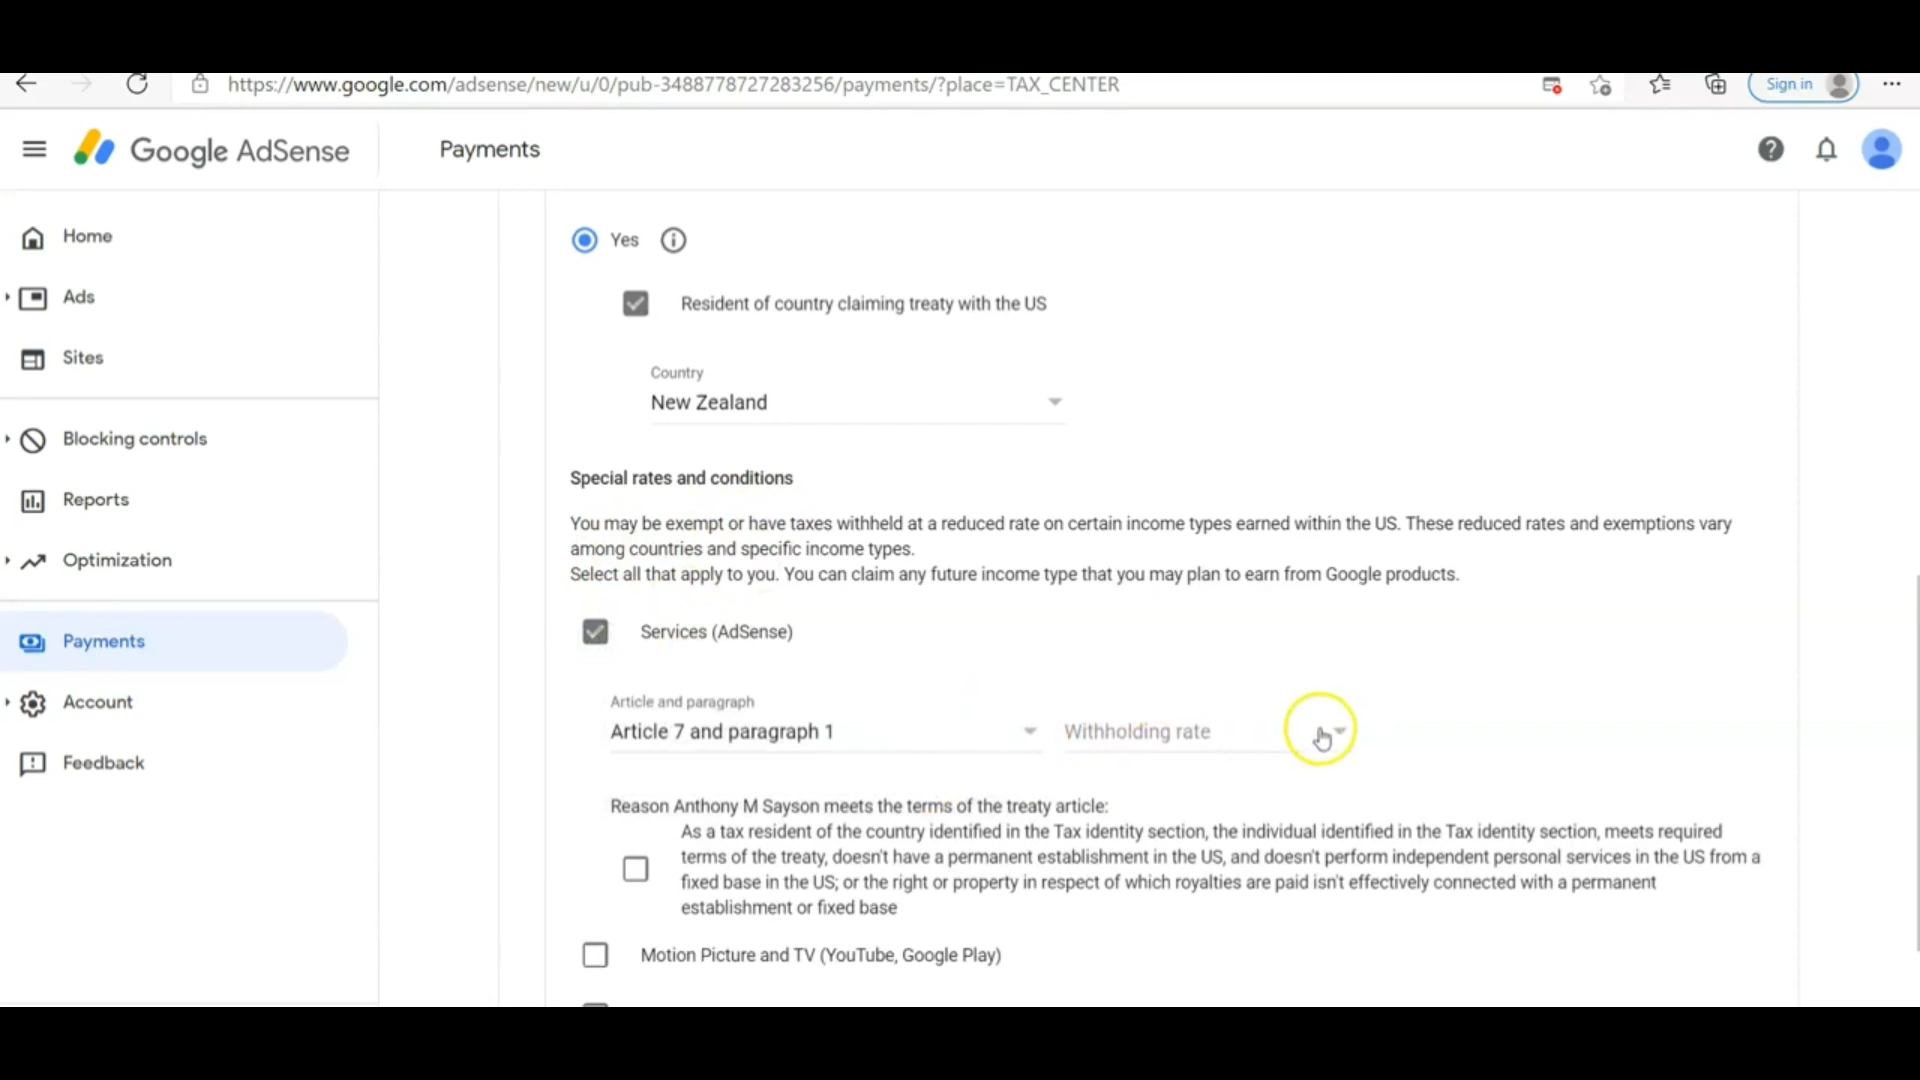 https://www.google.com/adsense/new/u/0/pub-3488778727283256/payments/?place=TAX_CENTER
Sign in
Google AdSense
Payments
Home
Ads
Sites
Blocking controls
Reports
Optimization
Payments
Account
Feedback
Yes
Resident of country claiming treaty with the US
Country
New Zealand
Special rates and conditions
You may be exempt or have taxes withheld at a reduced rate on certain income types earned within the US. These reduced rates and exemptions vary
among countries and specific income types.
Select all that apply to you. You can claim any future income type that you may plan to earn from Google products.
Services (AdSense)
Article and paragraph
Article 7 and paragraph 1
Withholding rate
Reason Anthony M Sayson meets the terms of the treaty article:
As a tax resident of the country identified in the Tax identity section, the individual identified in the Tax identity section, meets required
terms of the treaty, doesn't have a permanent establishment in the US, and doesn't perform independent personal services in the US from a
fixed base in the US; or the right or property in respect of which royalties are paid isn't effectively connected with a permanent
establishment or fixed base
Motion Picture and TV (YouTube, Google Play)